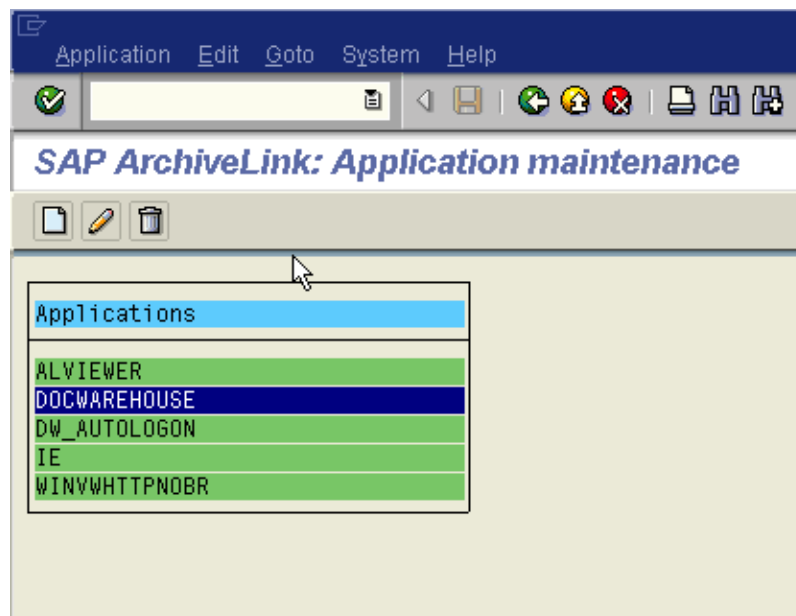 Application Edit Goto System Help
SAP ArchiveLink: Application maintenance
Applications
ALVIEWER
DOCWAREHOUSE
DW_AUTOLOGON
IE
WINVWHTTPNOBR